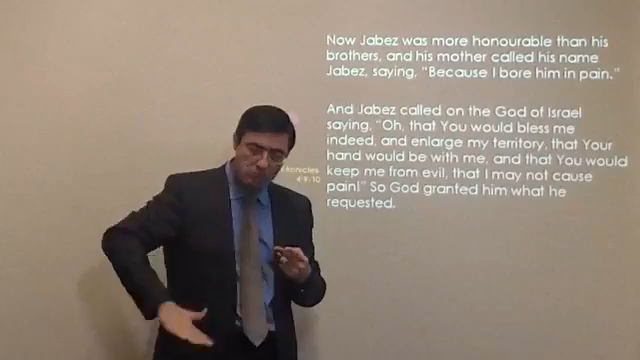 Now Jabez was more honourable than his
brothers, and his mother called his name
Jabez, saying, "Because I bore him in pain."
And Jabez called on the God of Israel
saying, "Oh, that You would bless me
indeed, and enlarge my territory, that Your
hand would be with me, and that You would
keep me from evil, that I may not cause
pain!" So God granted him what he
requested.
4:9-10